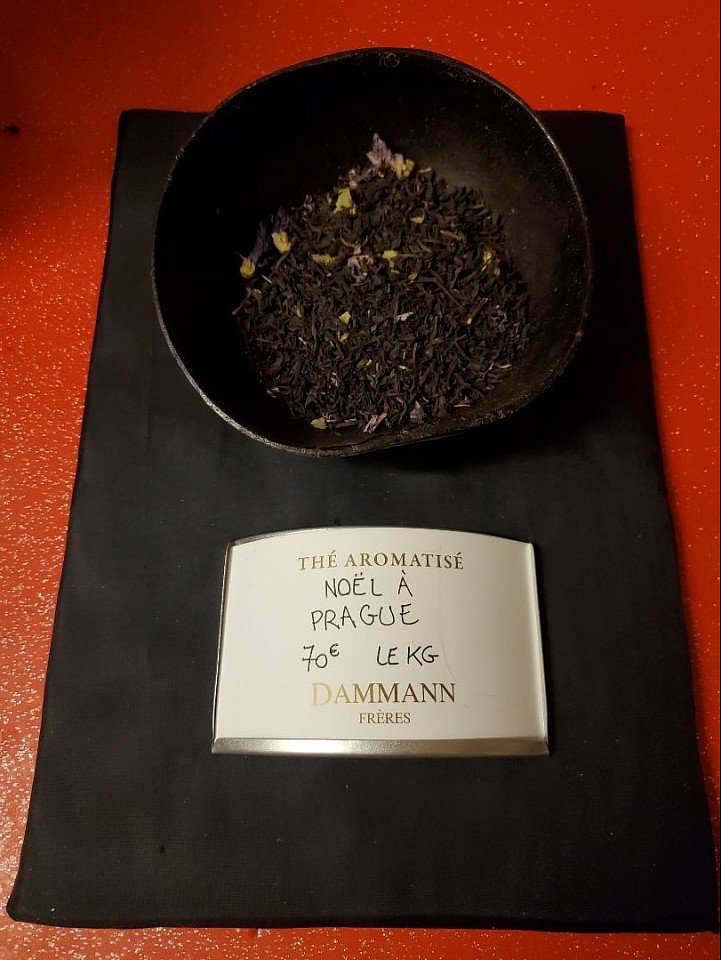 THÉ AROMATISÉ
NOËL À
PRAGUE
70€ LE KG
DAMMANN
FRÈRES